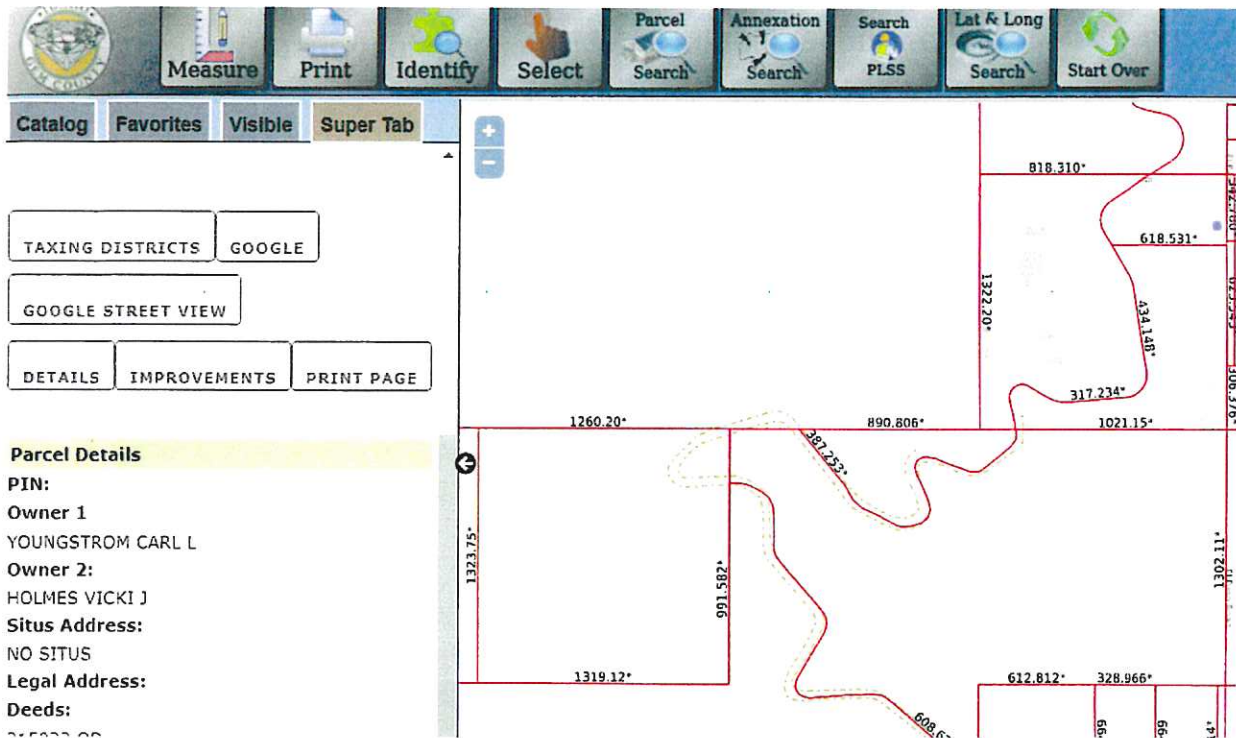 GEM COUNTY
Measure
Print
Identify
Select
Parcel
Search
Annexation
Search
Search
PLSS
Lat & Long
Search
Start Over
Catalog
Favorites
Visible
Super Tab
+
-
TAXING DISTRICTS
GOOGLE
GOOGLE STREET VIEW
DETAILS
IMPROVEMENTS
PRINT PAGE
Parcel Details
PIN:
Owner 1
YOUNGSTROM CARL L
Owner 2:
HOLMES VICKI J
Situs Address:
NO SITUS
Legal Address:
Deeds:
818.310*
618.531*
1322.20*
434.148*
317.234*
1260.20*
890.806*
1021.15*
387.253*
1323.75*
991.582*
1302.11*
1319.12*
612.812*
328.966*